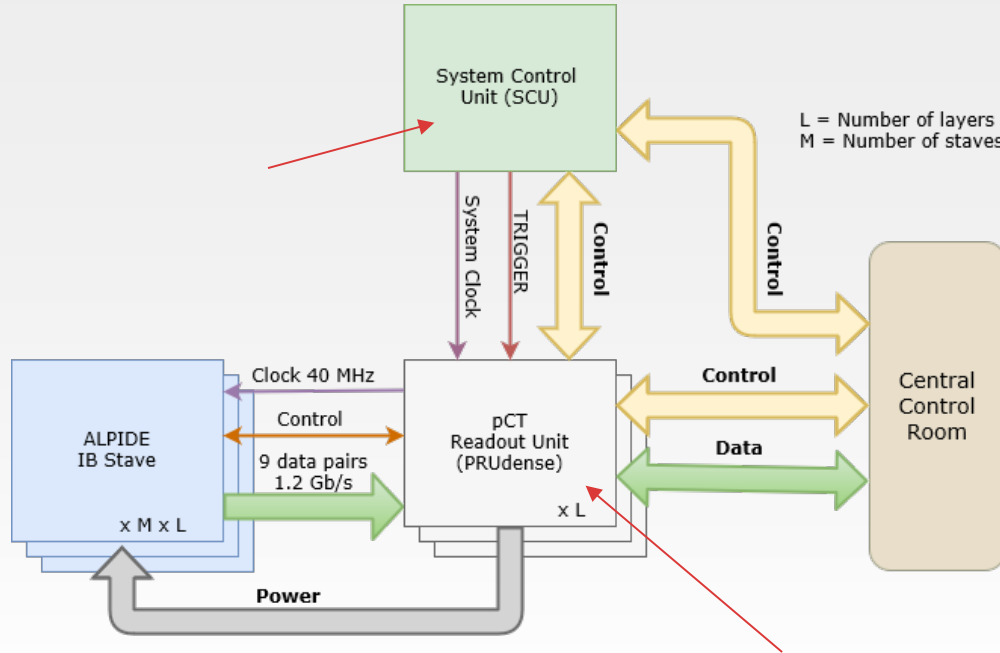 System Control
Unit (SCU)
L = Number of layers
M = Number of staves
System Clock
TRIGGER
Control
Control
Clock 40 MHz
Control
9 data pairs
1.2 Gb/s
ALPIDE
IB Stave
x M x L
pCT
Readout Unit
(PRUdense)
x L
Control
Data
Central
Control
Room
Power